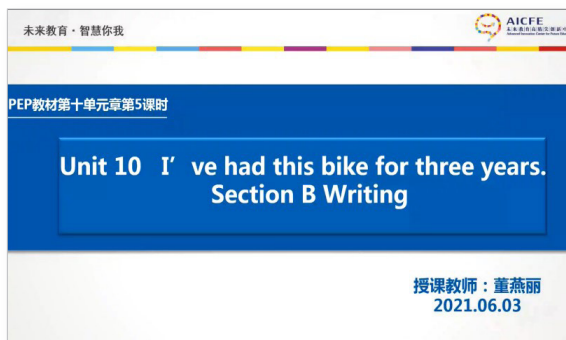 未来教育·智慧你我
AICFE
PEP教材第十单元章第5课时
Unit 10 I’ve had this bike for three years.
Section B Writing
授课教师：董燕丽
2021.06.03